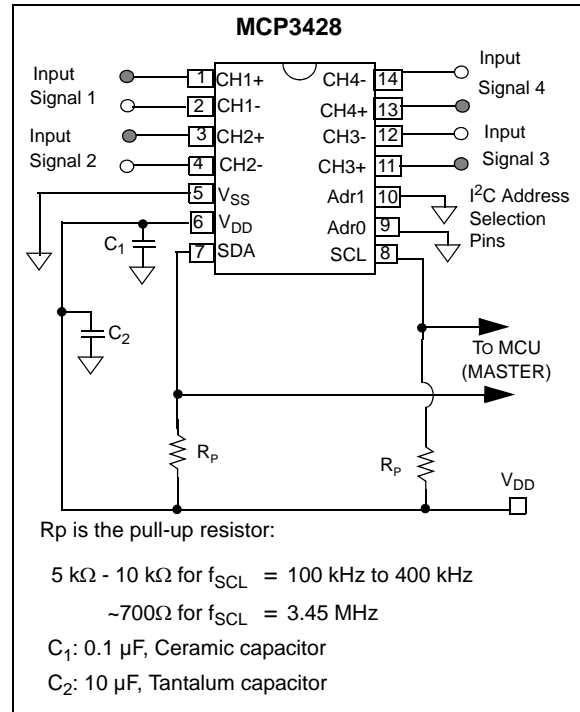 MCP3428
Input Signal 1
Input Signal 2
1 CH1+
2 CH1-
3 CH2+
4 CH2-
5 VSS
6 VDD
7 SDA
CH4- 14
CH4+ 13
CH3- 12
CH3+ 11
Adr1 10
Adr0 9
SCL 8
Input Signal 4
Input Signal 3
I2C Address
Selection
Pins
C1
C2
TO MCU
(MASTER)
RP
RP
VDD
Rp is the pull-up resistor:
5 kΩ - 10 kΩ for fSCL = 100 kHz to 400 kHz
~700Ω for fSCL = 3.45 MHz
C1: 0.1 µF, Ceramic capacitor
C2: 10 µF, Tantalum capacitor